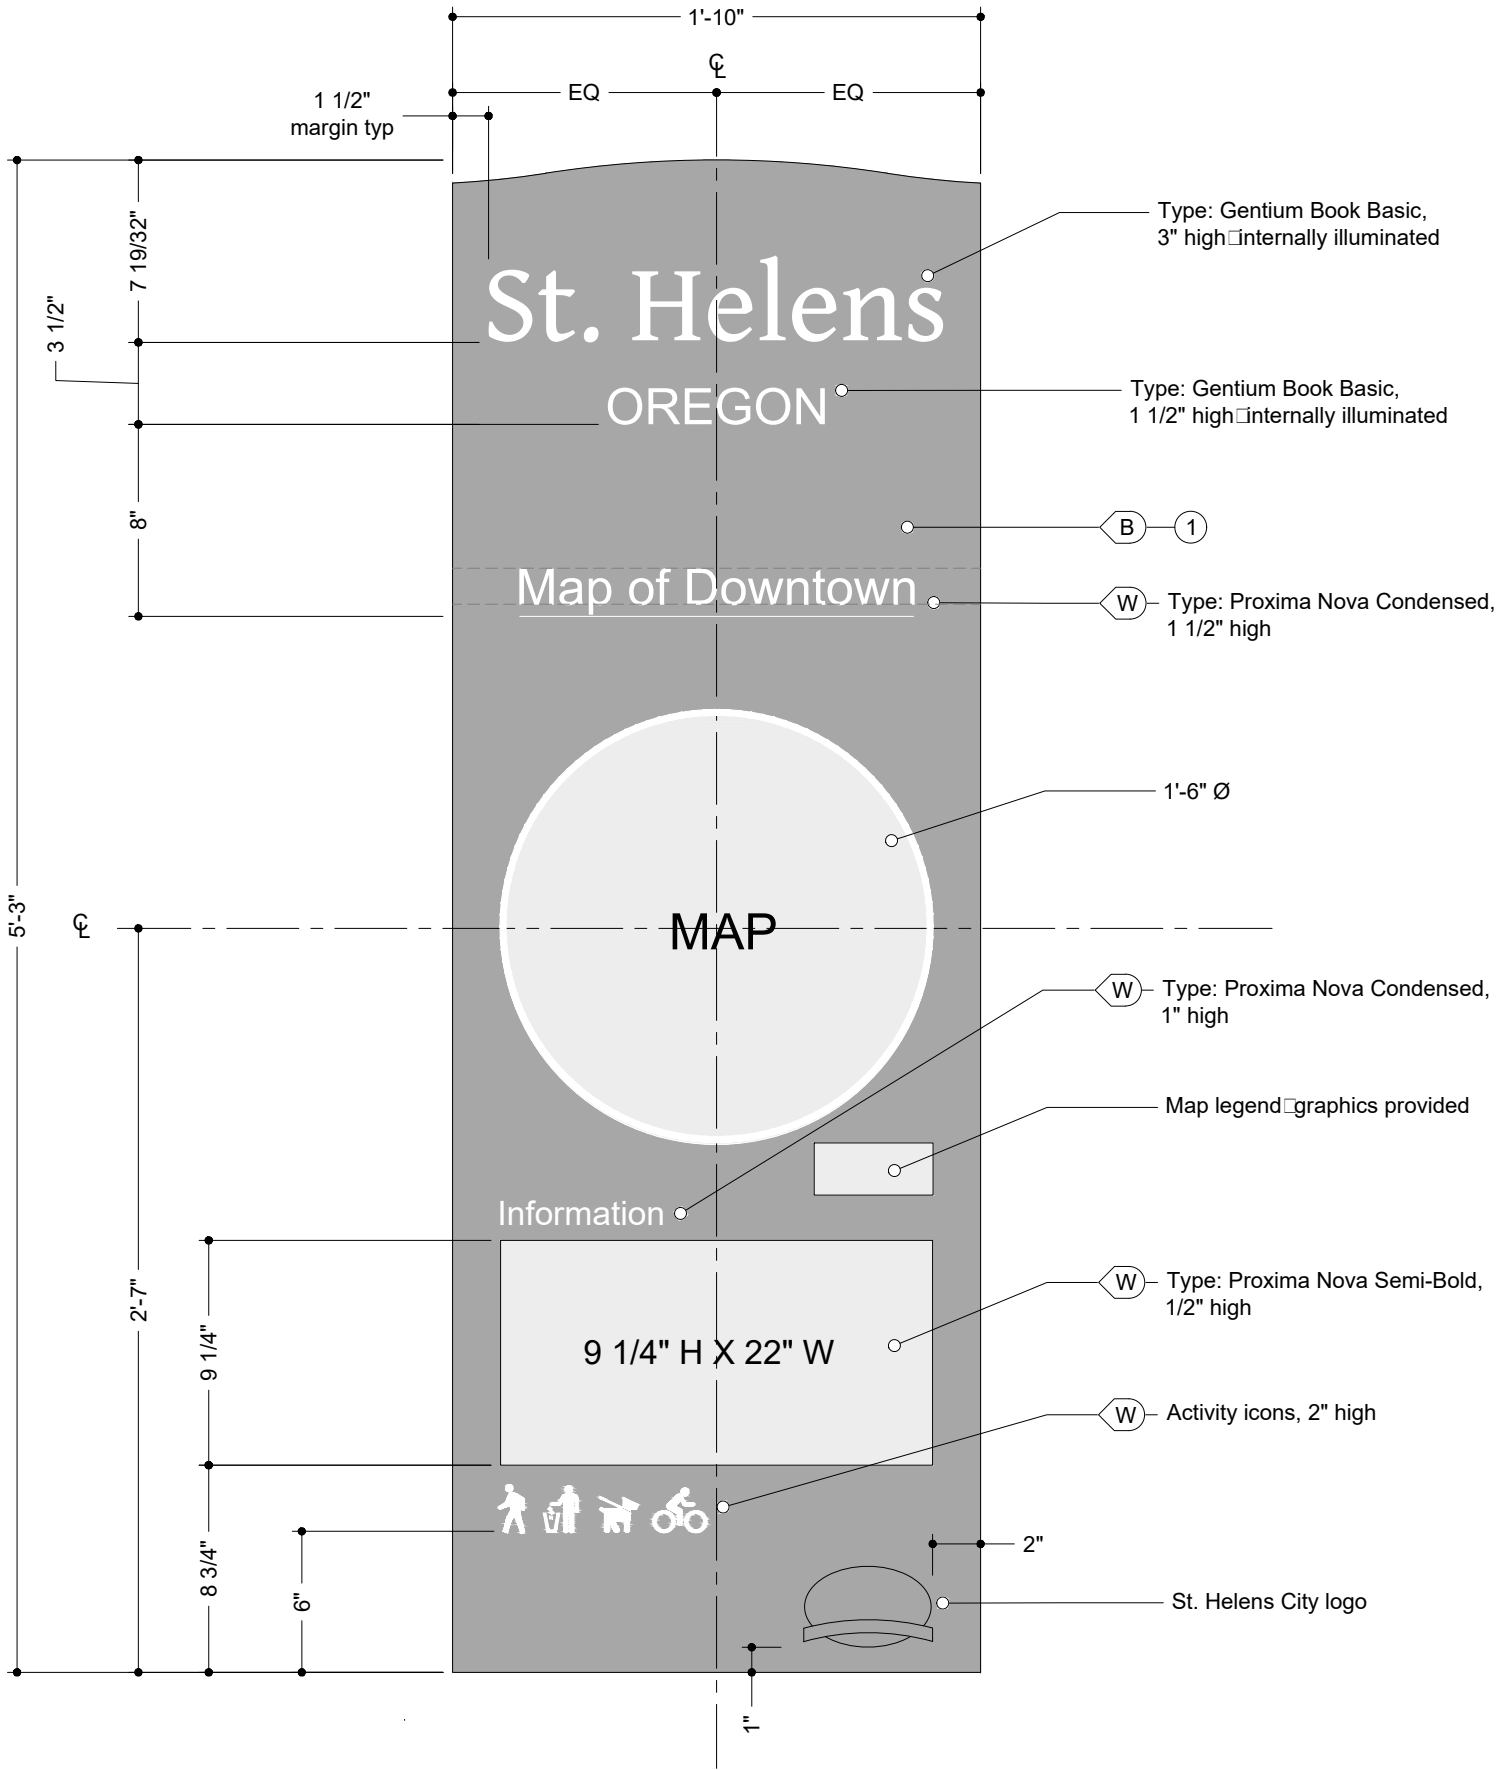 1'-10"
℄
EQ
EQ
1 1/2"
margin typ
7 19/32"
3 1/2"
8"
5'-3"
℄
2'-7"
9 1/4"
8 3/4"
6"
St. Helens
OREGON
Map of Downtown
MAP
Information
9 1/4" H X 22" W
1"
2"
Type: Gentium Book Basic,
3" high□internally illuminated
Type: Gentium Book Basic,
1 1/2" high□internally illuminated
B 1
W Type: Proxima Nova Condensed,
1 1/2" high
1'-6" Ø
W Type: Proxima Nova Condensed,
1" high
Map legend□graphics provided
W Type: Proxima Nova Semi-Bold,
1/2" high
W Activity icons, 2" high
St. Helens City logo